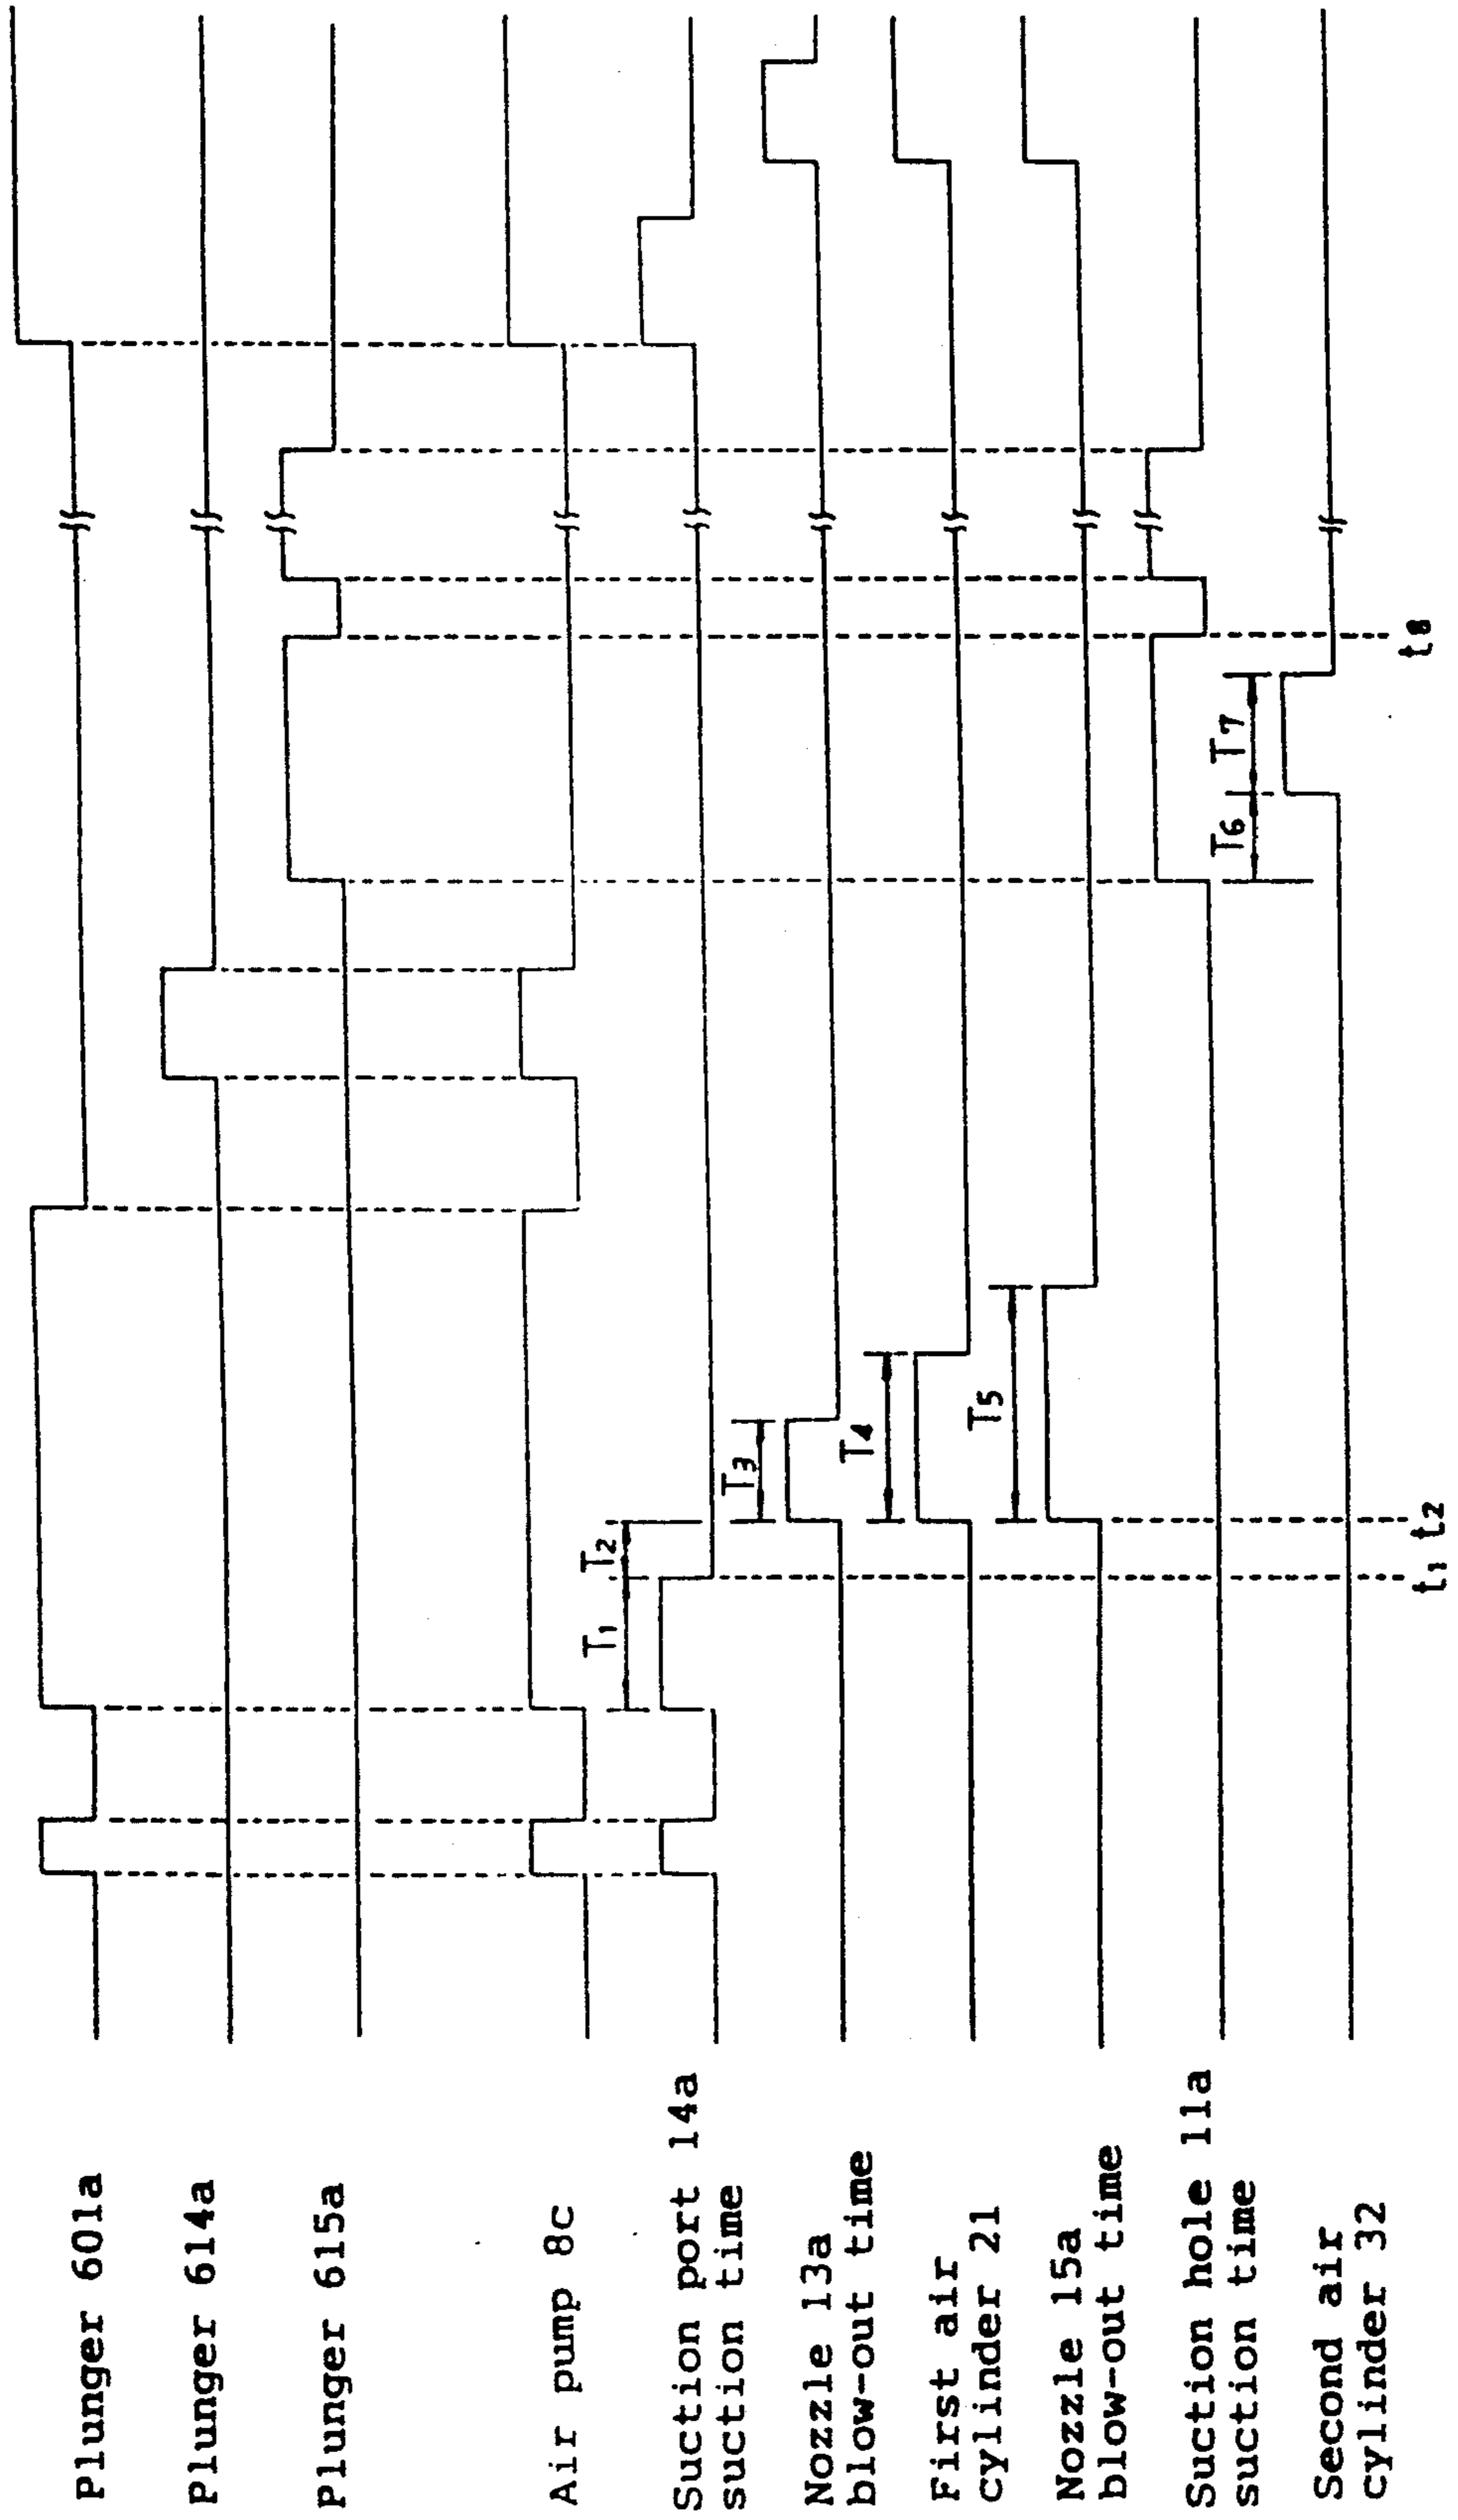 Plunger 601a
Plunger 614a
Plunger 615a
Air pump 8c
Suction port 14a
suction time
Nozzle 13a
blow-out time
First air
cylinder 21
Nozzle 15a
blow-out time
Suction hole 11a
suction time
Second air
cylinder 32
T1
T2
T3
T4
T5
T6
T7
t1
t2
t8